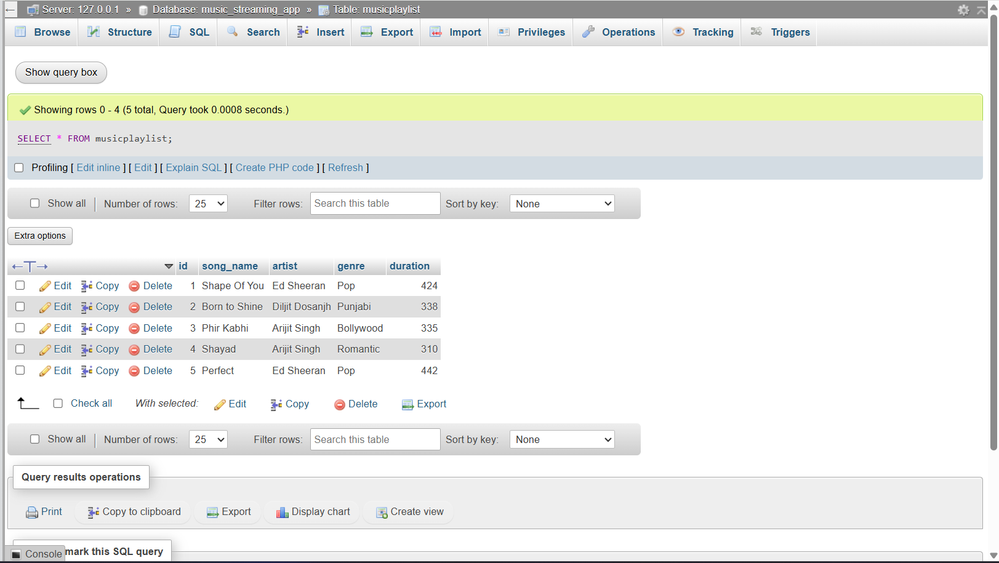 Server: 127.0.0.1 » Database: music_streaming_app » Table: musicplaylist
Browse Structure SQL Search Insert Export Import Privileges Operations Tracking Triggers
Show query box
Showing rows 0 - 4 (5 total, Query took 0.0008 seconds.)
SELECT * FROM musicplaylist;
Profiling [ Edit inline ] [ Edit ] [ Explain SQL ] [ Create PHP code ] [ Refresh ]
Show all Number of rows: 25 Filter rows: Search this table Sort by key: None
Extra options
id song_name artist genre duration
Edit Copy Delete 1 Shape Of You Ed Sheeran Pop 424
Edit Copy Delete 2 Born to Shine Diljit Dosanjh Punjabi 338
Edit Copy Delete 3 Phir Kabhi Arijit Singh Bollywood 335
Edit Copy Delete 4 Shayad Arijit Singh Romantic 310
Edit Copy Delete 5 Perfect Ed Sheeran Pop 442
Check all With selected: Edit Copy Delete Export
Show all Number of rows: 25 Filter rows: Search this table Sort by key: None
Query results operations
Print Copy to clipboard Export Display chart Create view
Console mark this SQL query